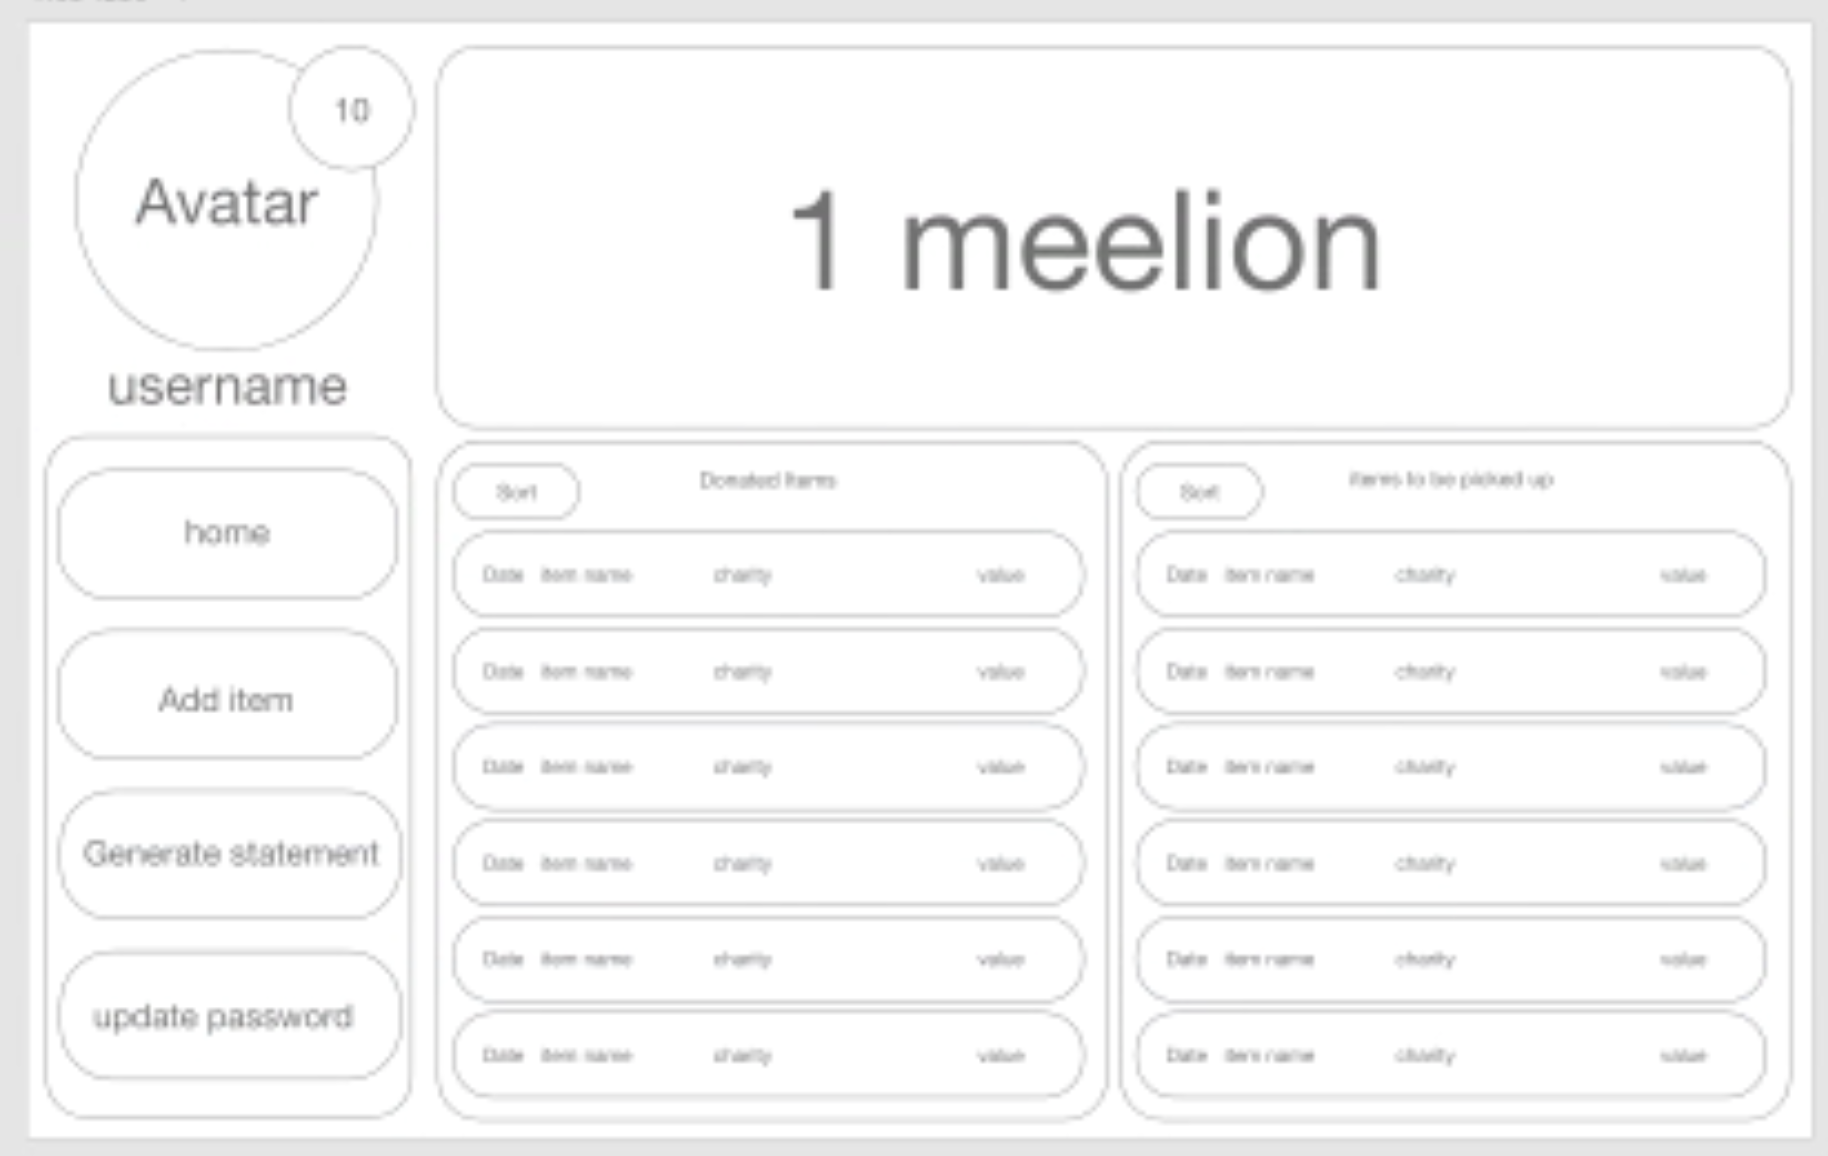 10
Avatar
username
1 meelion
home
Add item
Generate statement
update password
Sort
Donated Items
Date item name charity value
Date item name charity value
Date item name charity value
Date item name charity value
Date item name charity value
Date item name charity value
Sort
items to be picked up
Date item name charity value
Date item name charity value
Date item name charity value
Date item name charity value
Date item name charity value
Date item name charity value